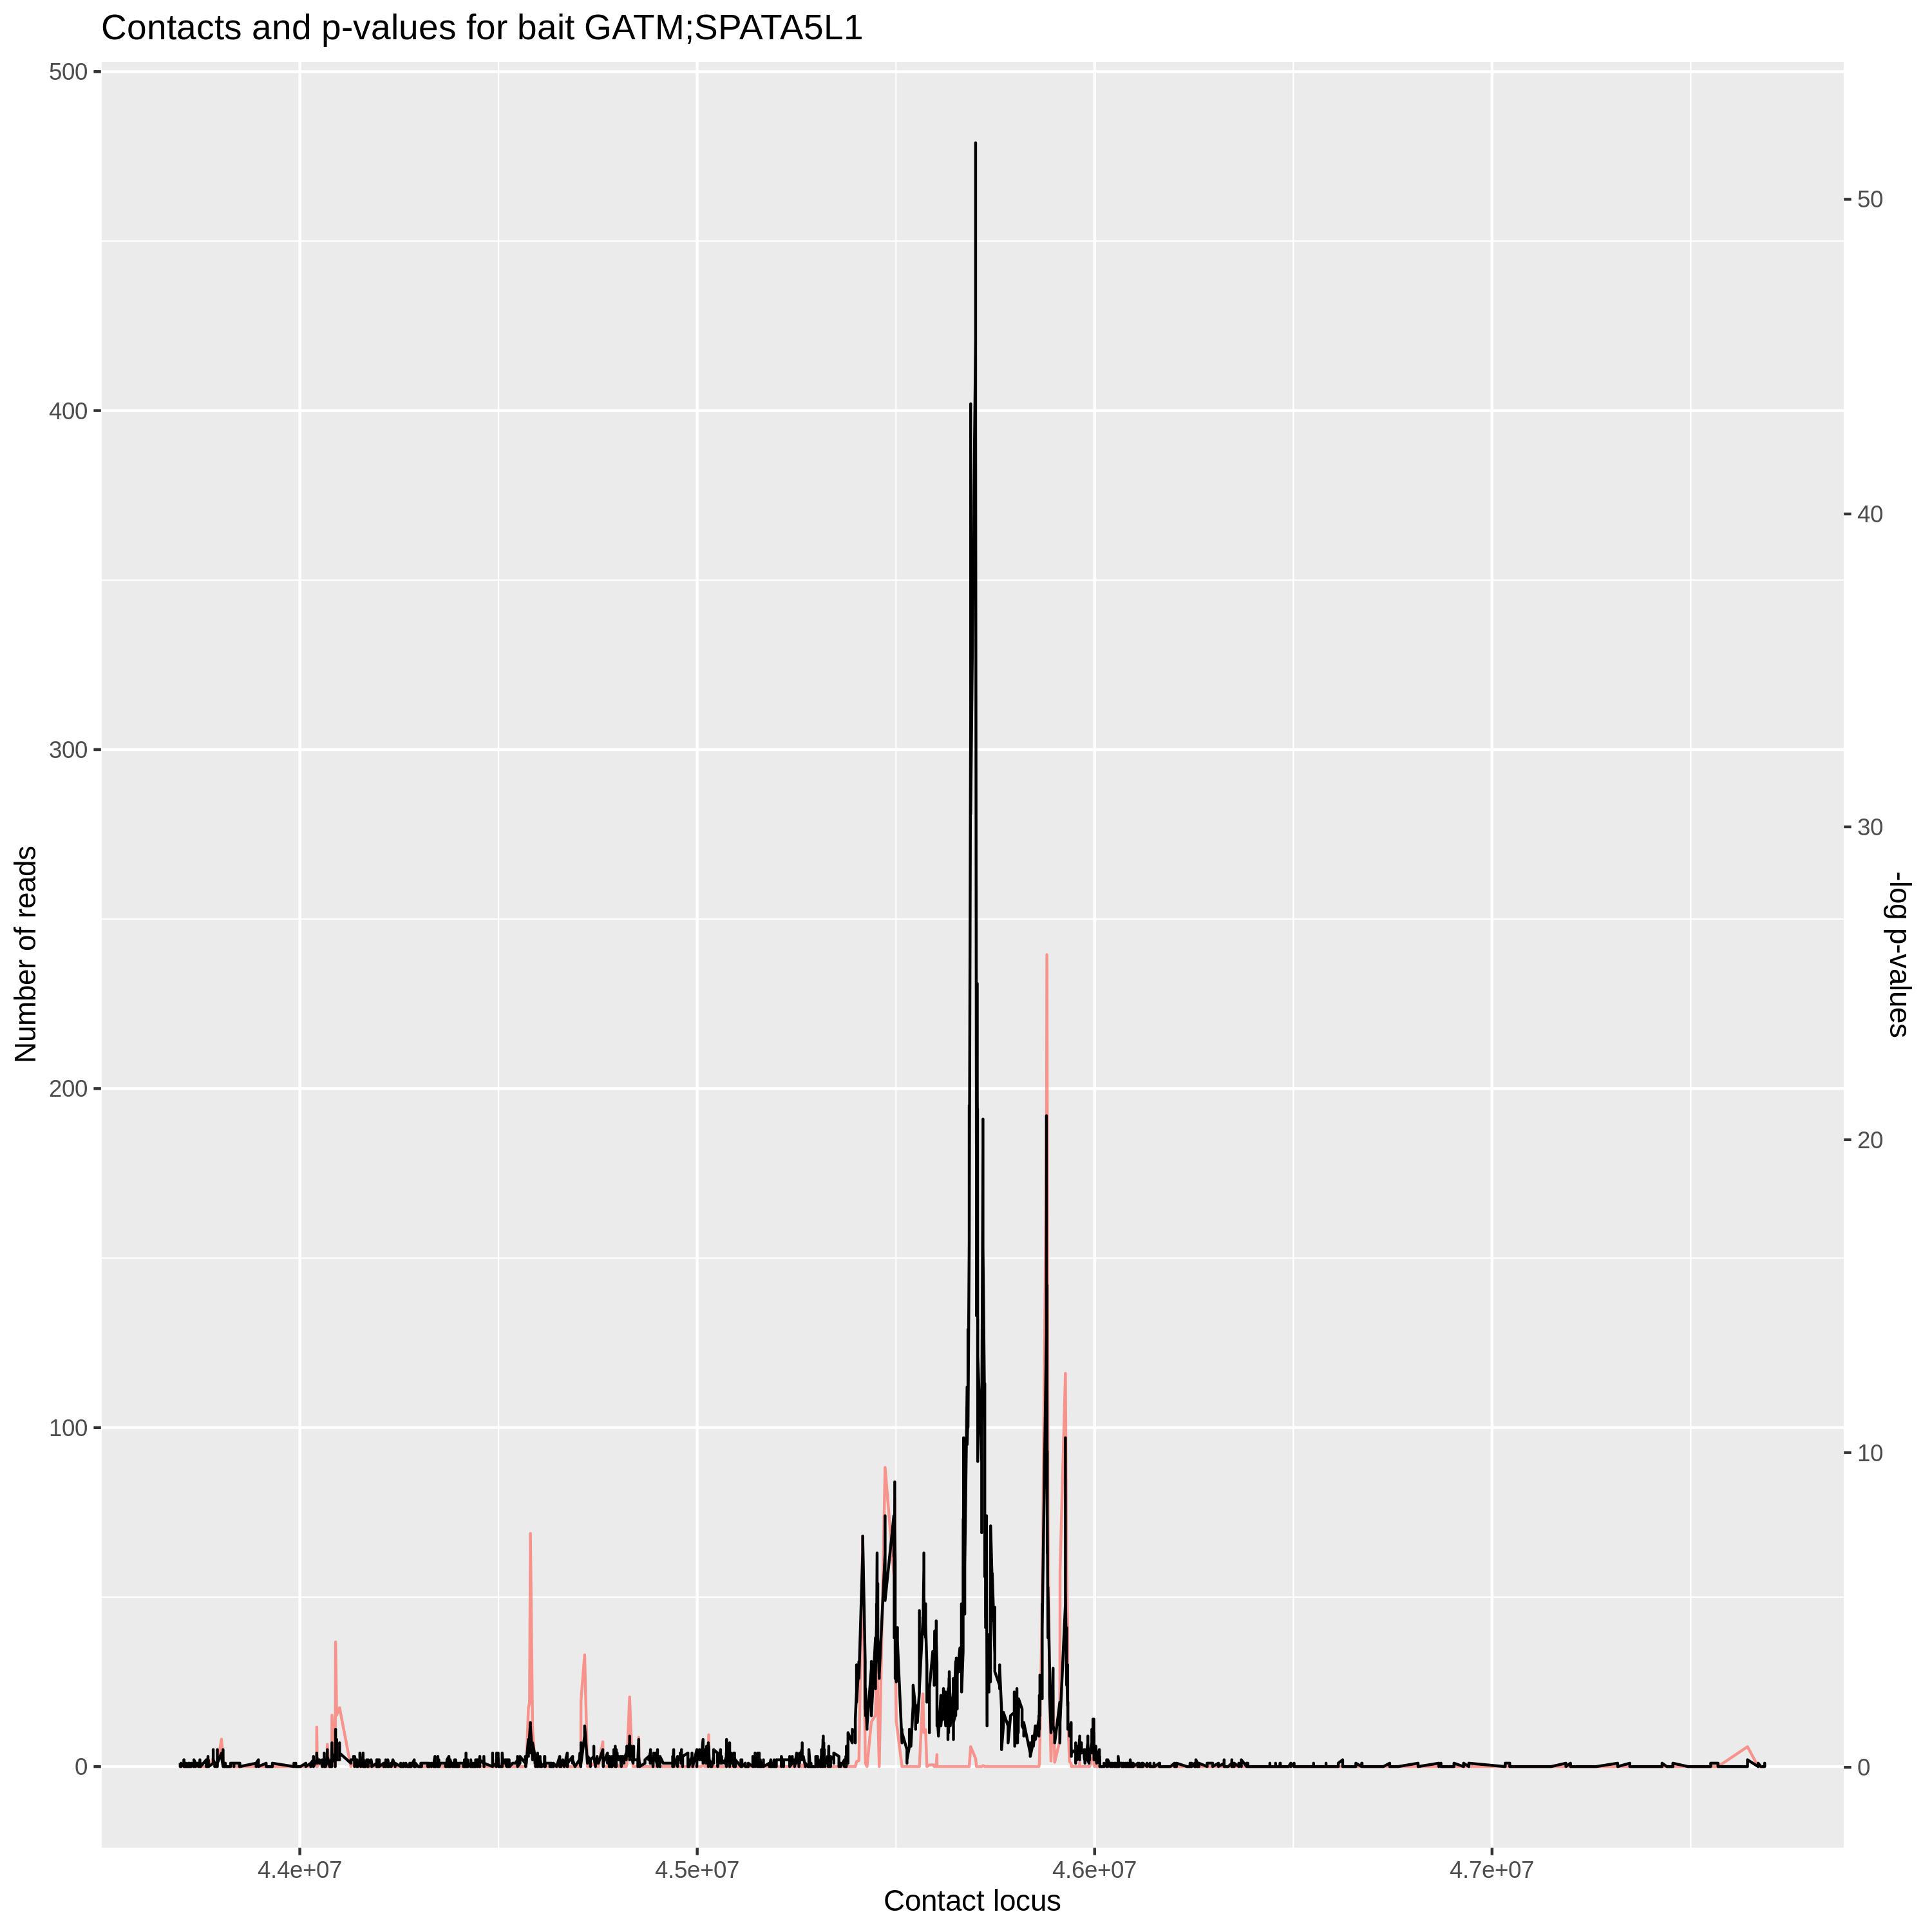 Contacts and p-values for bait GATM;SPATA5L1
500
400
300
200
100
0
Number of reads
50
40
30
20
10
0
-log p-values
4.4e+07
4.5e+07
4.6e+07
4.7e+07
Contact locus